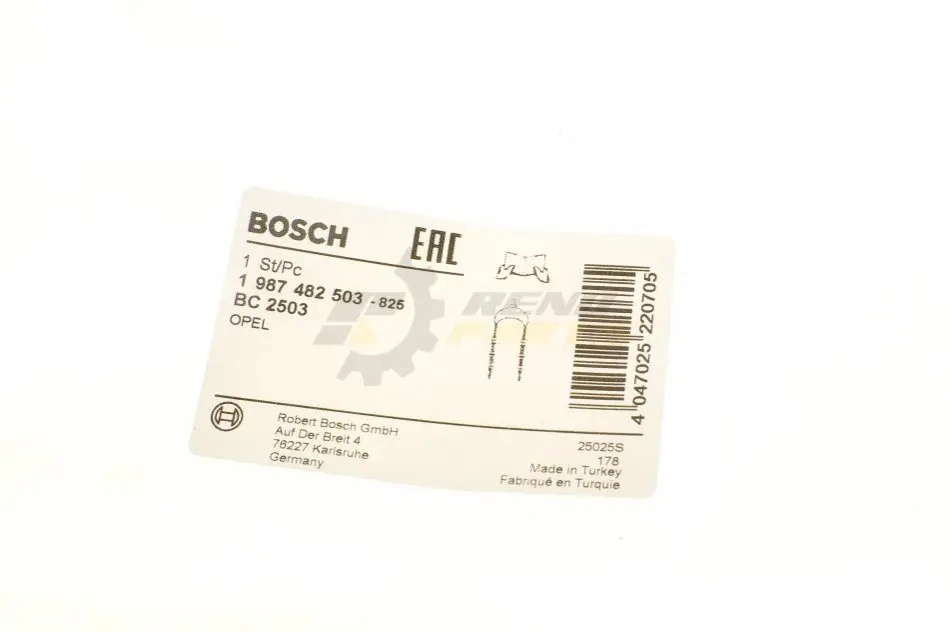 BOSCH
EAC
1 St/Pc
1 987 482 503 - 825
BC 2503
OPEL
4 047025 220705
Robert Bosch GmbH
Auf Der Breit 4
76227 Karlsruhe
Germany
25025S
178
Made in Turkey
Fabriqué en Turquie